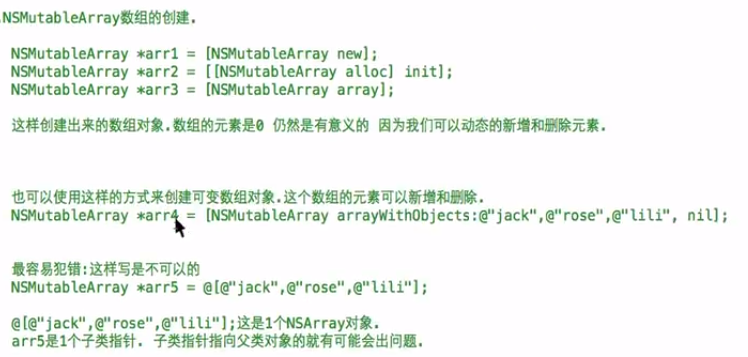 .NSMutableArray数组的创建.
NSMutableArray *arr1 = [NSMutableArray new];
NSMutableArray *arr2 = [[NSMutableArray alloc] init];
NSMutableArray *arr3 = [NSMutableArray array];
这样创建出来的数组对象.数组的元素是0 仍然是有意义的 因为我们可以动态的新增和删除元素.
也可以使用这样的方式来创建可变数组对象.这个数组的元素可以新增和删除.
NSMutableArray *arr4 = [NSMutableArray arrayWithObjects:@"jack",@"rose",@"lili", nil];
最容易犯错:这样写是不可以的
NSMutableArray *arr5 = @[@"jack",@"rose",@"lili"];
@[@"jack",@"rose",@"lili"];这是1个NSArray对象.
arr5是1个子类指针. 子类指针指向父类对象的就有可能会出问题.